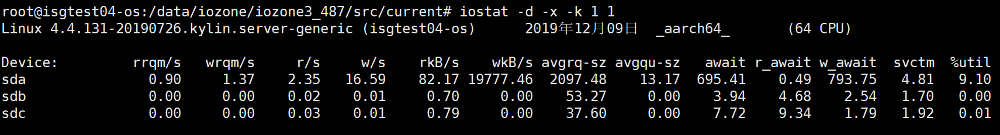 root@isgtest04-os:/data/iozone/iozone3_487/src/current# iostat -d -x -k 1 1
Linux 4.4.131-20190726.kylin.server-generic (isgtest04-os) 2019年12月09日 _aarch64_ (64 CPU)
Device: rrqm/s wrqm/s r/s w/s rkB/s wkB/s avgrq-sz avgqu-sz await r_await w_await svctm %util
sda 0.90 1.37 2.35 16.59 82.17 19777.46 2097.48 13.17 695.41 0.49 793.75 4.81 9.10
sdb 0.00 0.00 0.02 0.01 0.70 0.00 53.27 0.00 3.94 4.68 2.54 1.70 0.00
sdc 0.00 0.00 0.03 0.01 0.79 0.00 37.60 0.00 7.72 9.34 1.79 1.92 0.01